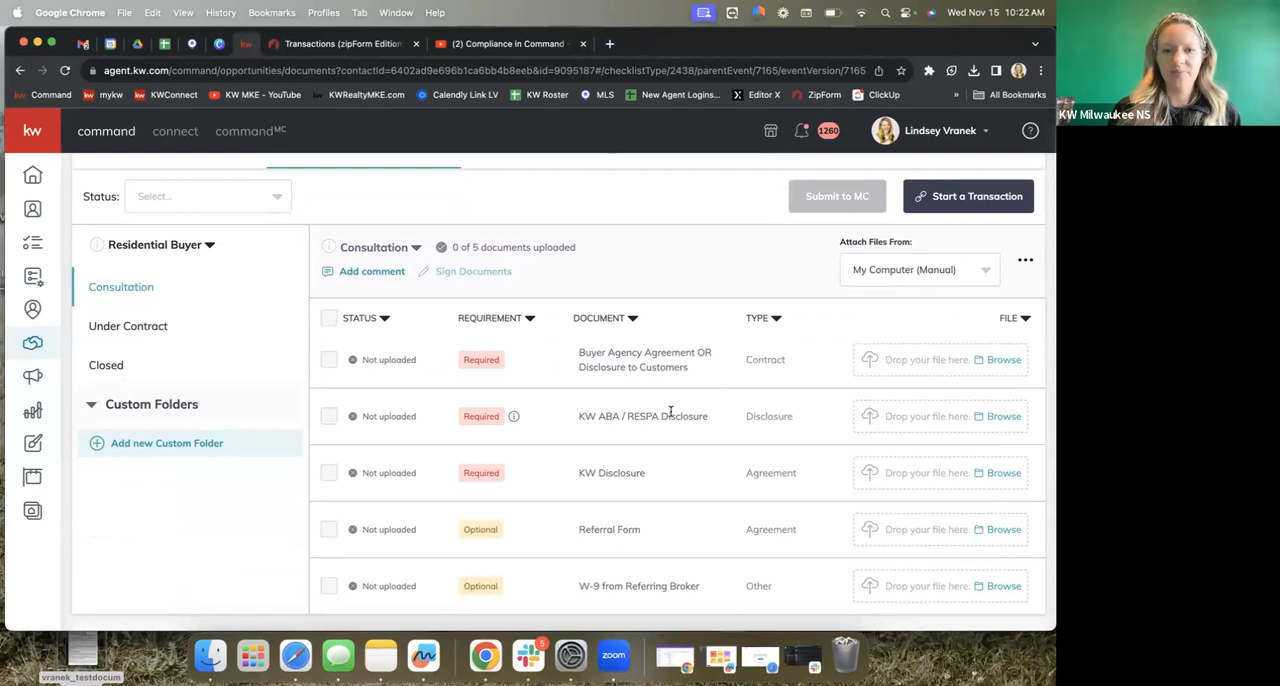 Google Chrome File Edit View History Bookmarks Profiles Tab Window Help Wed Nov 15 10:22 AM
kw Transactions (zipForm Edition (2) Compliance in Command
agent.kw.com/command/opportunities/documents?contactId=6402ad9e696b1ca6bb4b8eeb&id=9095187#/checklistType/2438/parentEvent/7165/eventVersion/7165
kw Command kw mykw kw KWConnect KW MKE - YouTube KWRealtyMKE.com Calendly Link LV KW Roster MLS New Agent Logins... Editor X ZipForm ClickUp » All Bookmarks
kw command connect commandMC 1260 Lindsey Vranek
KW Milwaukee NS
Status: Select... Submit to MC Start a Transaction
Residential Buyer
Consultation
Under Contract
Closed
Custom Folders
Add new Custom Folder
Consultation 0 of 5 documents uploaded
Add comment Sign Documents
Attach Files From:
My Computer (Manual)
STATUS REQUIREMENT DOCUMENT TYPE FILE
Not uploaded Required Buyer Agency Agreement OR Contract Drop your file here. Browse
Disclosure to Customers
Not uploaded Required KW ABA / RESPA Disclosure Disclosure Drop your file here. Browse
Not uploaded Required KW Disclosure Agreement Drop your file here. Browse
Not uploaded Optional Referral Form Agreement Drop your file here. Browse
Not uploaded Optional W-9 from Referring Broker Other Drop your file here. Browse
5
zoom
vranek_testdocum